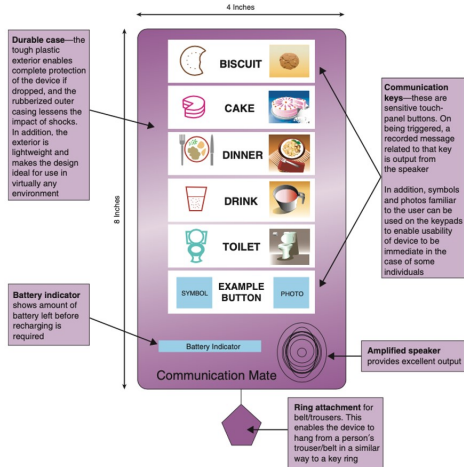 4 Inches
Durable case—the
tough plastic
exterior enables
complete protection
of the device if
dropped, and the
rubberized outer
casing lessens the
impact of shocks.
In addition, the
exterior is
lightweight and
makes the design
ideal for use in
virtually any
environment
8 Inches
BISCUIT
CAKE
DINNER
DRINK
TOILET
SYMBOL
EXAMPLE
BUTTON
PHOTO
Communication
keys—these are
sensitive touch-
panel buttons. On
being triggered, a
recorded message
related to that key
is output from
the speaker
In addition, symbols
and photos familiar
to the user can be
used on the keypads
to enable usability
of device to be
immediate in the
case of some
individuals
Battery indicator
shows amount of
battery left before
recharging is
required
Battery Indicator
Communication Mate
Amplified speaker
provides excellent output
Ring attachment for
belt/trousers. This
enables the device to
hang from a person's
trouser/belt in a similar
way to a key ring